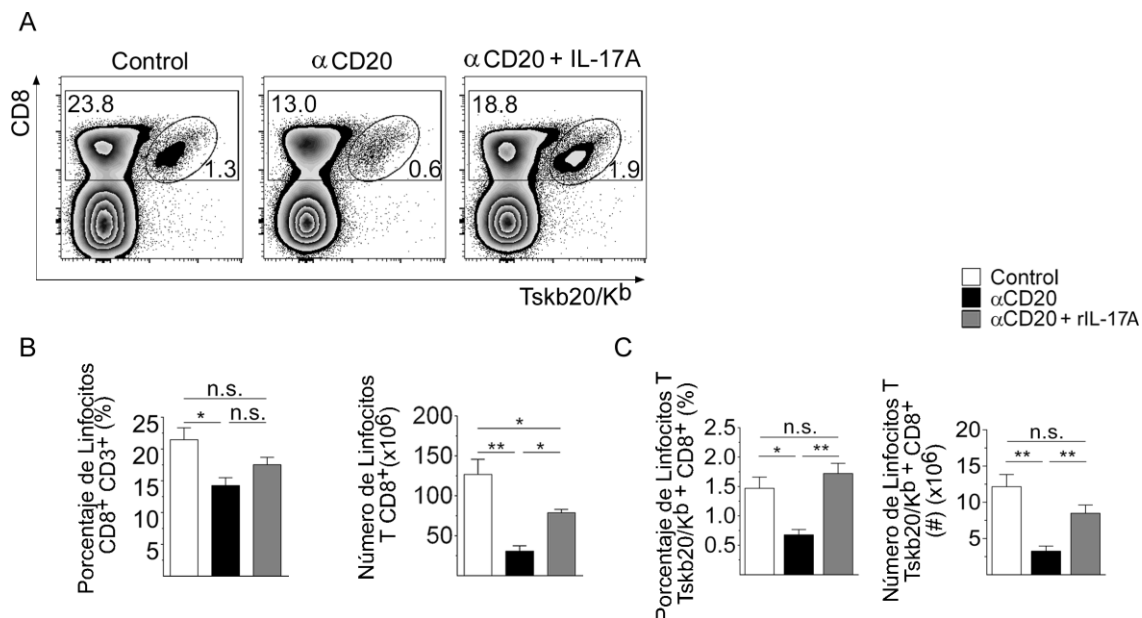 A
Control
αCD20
αCD20 + IL-17A
CD8
23.8
1.3
13.0
0.6
18.8
1.9
Tskb20/Kb
Control
αCD20
αCD20 + rIL-17A
B
Porcentaje de Linfocitos
CD8+ CD3+ (%)
25
20
15
10
5
n.s.
*
n.s.
Número de Linfocitos
T CD8+(x106)
200
150
100
50
*
**
*
C
Porcentaje de Linfocitos T
Tskb20/Kb + CD8+ (%)
2.5
2.0
1.5
1.0
0.5
n.s.
*
**
Número de Linfocitos T
Tskb20/Kb + CD8+
(#) (x106)
20
15
10
5
n.s.
**
**